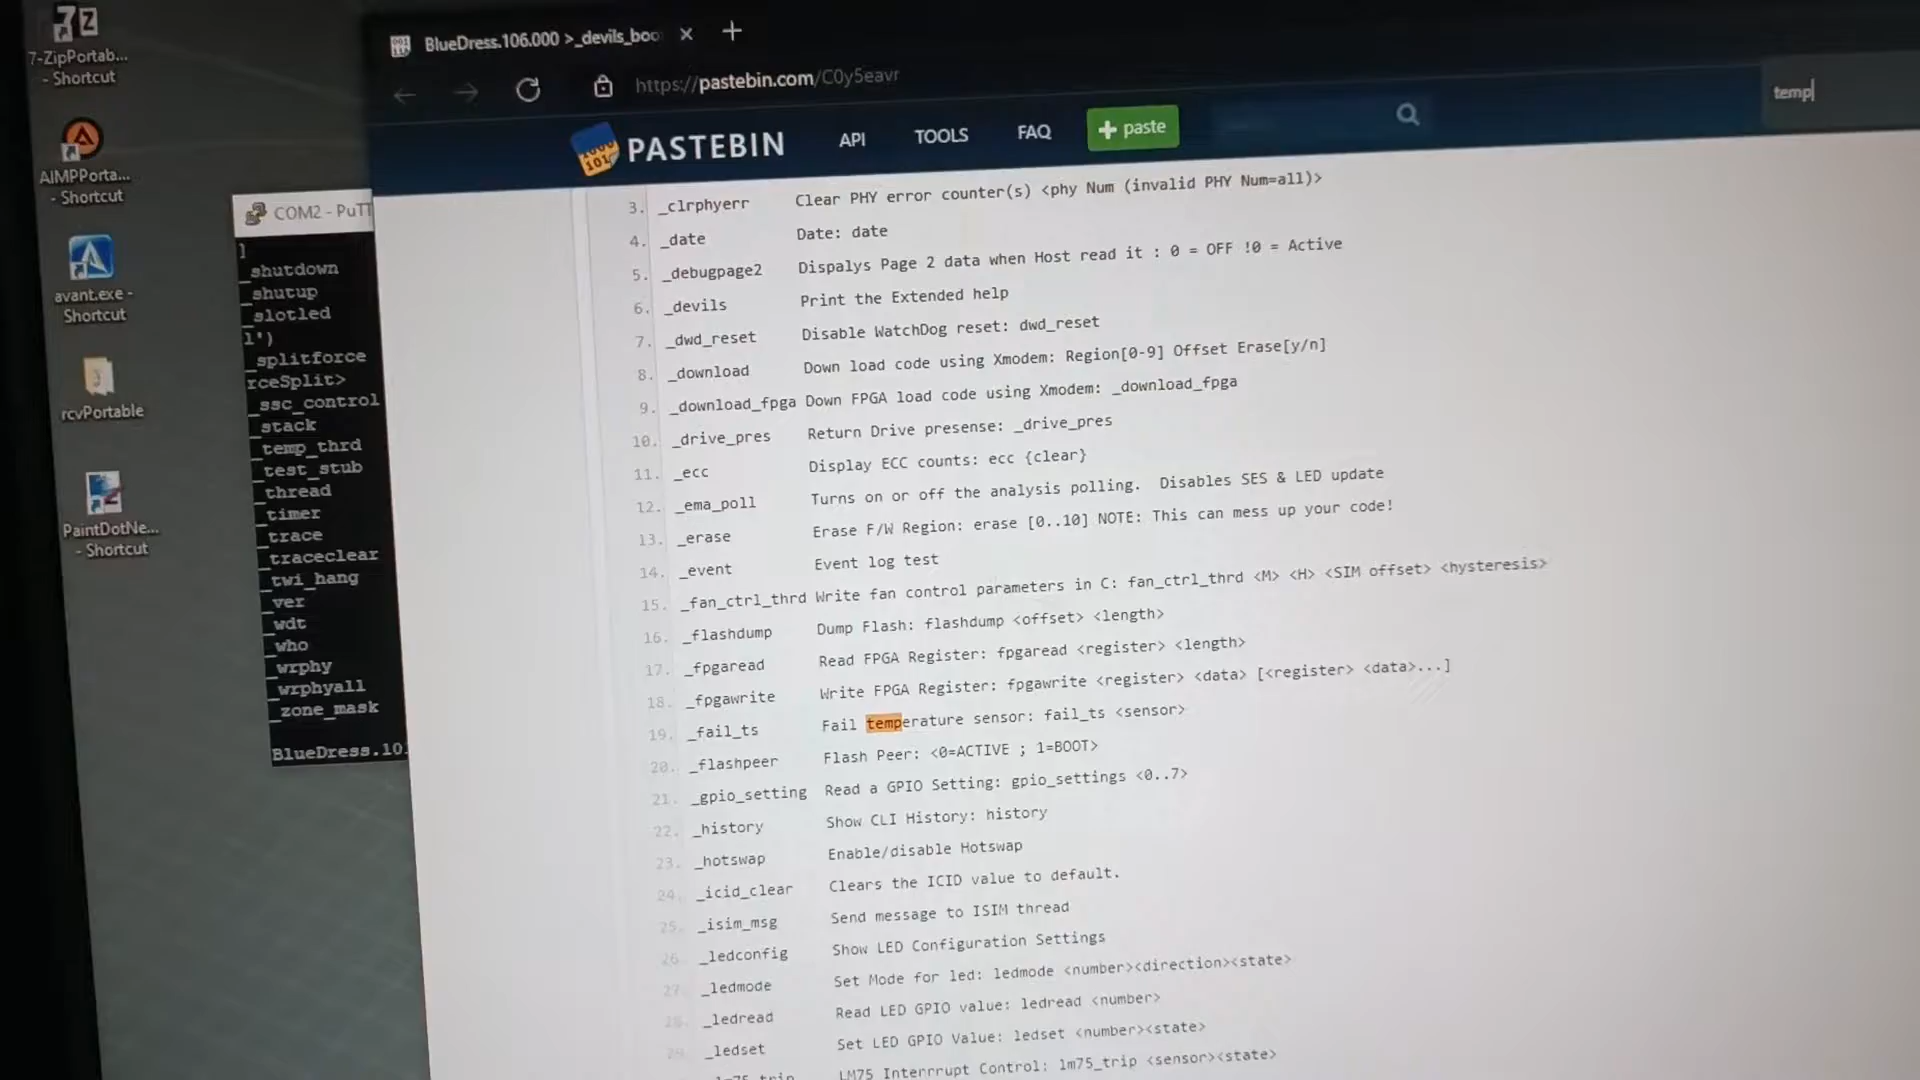 7-ZipPortab...
- Shortcut
AIMPPorta...
- Shortcut
avant.exe -
Shortcut
rcvPortable
PaintDotNe...
- Shortcut
COM2 - PuTT
]
_shutdown
_shutup
_slotled
l')
_splitforce
rceSplit>
_ssc_control
_stack
_temp_thrd
_test_stub
_thread
_timer
_trace
_traceclear
_twi_hang
_ver
_wdt
_who
_wrphy
_wrphyall
_zone_mask
BlueDress.10
BlueDress.106.000 >_devils_boo
https://pastebin.com/C0y5eavr
temp
PASTEBIN API TOOLS FAQ + paste
3. _clrphyerr Clear PHY error counter(s) <phy Num (invalid PHY Num=all)>
4. _date Date: date
5. _debugpage2 Dispalys Page 2 data when Host read it : 0 = OFF !0 = Active
6. _devils Print the Extended help
7. _dwd_reset Disable WatchDog reset: dwd_reset
8. _download Down load code using Xmodem: Region[0-9] Offset Erase[y/n]
9. _download_fpga Down FPGA load code using Xmodem: _download_fpga
10. _drive_pres Return Drive presense: _drive_pres
11. _ecc Display ECC counts: ecc {clear}
12. _ema_poll Turns on or off the analysis polling. Disables SES & LED update
13. _erase Erase F/W Region: erase [0..10] NOTE: This can mess up your code!
14. _event Event log test
15. _fan_ctrl_thrd Write fan control parameters in C: fan_ctrl_thrd <M> <H> <SIM offset> <hysteresis>
16. _flashdump Dump Flash: flashdump <offset> <length>
17. _fpgaread Read FPGA Register: fpgaread <register> <length>
18. _fpgawrite Write FPGA Register: fpgawrite <register> <data> [<register> <data>...]
19. _fail_ts Fail temperature sensor: fail_ts <sensor>
20. _flashpeer Flash Peer: <0=ACTIVE ; 1=BOOT>
21. _gpio_setting Read a GPIO Setting: gpio_settings <0..7>
22. _history Show CLI History: history
23. _hotswap Enable/disable Hotswap
24. _icid_clear Clears the ICID value to default.
25. _isim_msg Send message to ISIM thread
26. _ledconfig Show LED Configuration Settings
27. _ledmode Set Mode for led: ledmode <number><direction><state>
28. _ledread Read LED GPIO value: ledread <number>
29. _ledset Set LED GPIO Value: ledset <number><state>
_lm75_trip LM75 Interrrupt Control: lm75_trip <sensor><state>